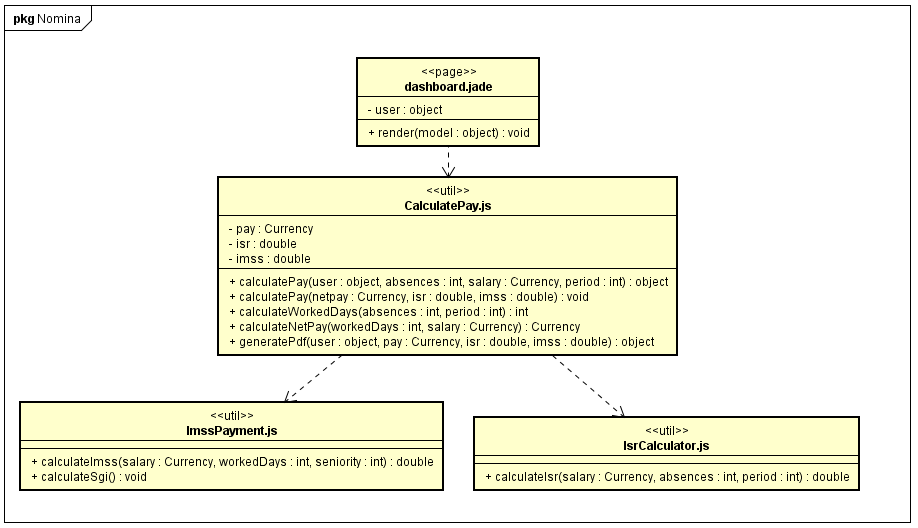 pkg Nomina
<<page>>
dashboard.jade
- user : object
+ render(model : object) : void
<<util>>
CalculatePay.js
- pay : Currency
- isr : double
- imss : double
+ calculatePay(user : object, absences : int, salary : Currency, period : int) : object
+ calculatePay(netpay : Currency, isr : double, imss : double) : void
+ calculateWorkedDays(absences : int, period : int) : int
+ calculateNetPay(workedDays : int, salary : Currency) : Currency
+ generatePdf(user : object, pay : Currency, isr : double, imss : double) : object
<<util>>
ImssPayment.js
+ calculateImss(salary : Currency, workedDays : int, seniority : int) : double
+ calculateSgi() : void
<<util>>
IsrCalculator.js
+ calculateIsr(salary : Currency, absences : int, period : int) : double